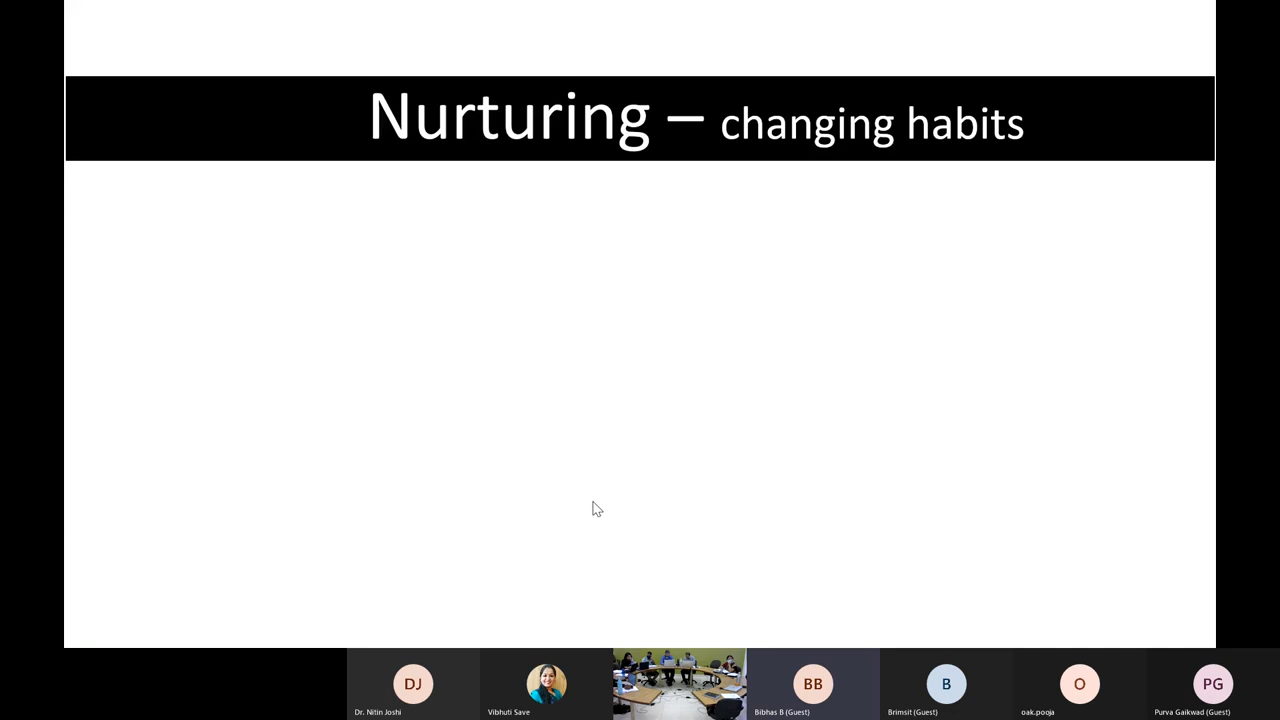 Nurturing – changing habits
DJ
Dr. Nitin Joshi
Vibhuti Save
BB
Bibhas B (Guest)
B
Brimsit (Guest)
O
oak.pooja
PG
Purva Gaikwad (Guest)